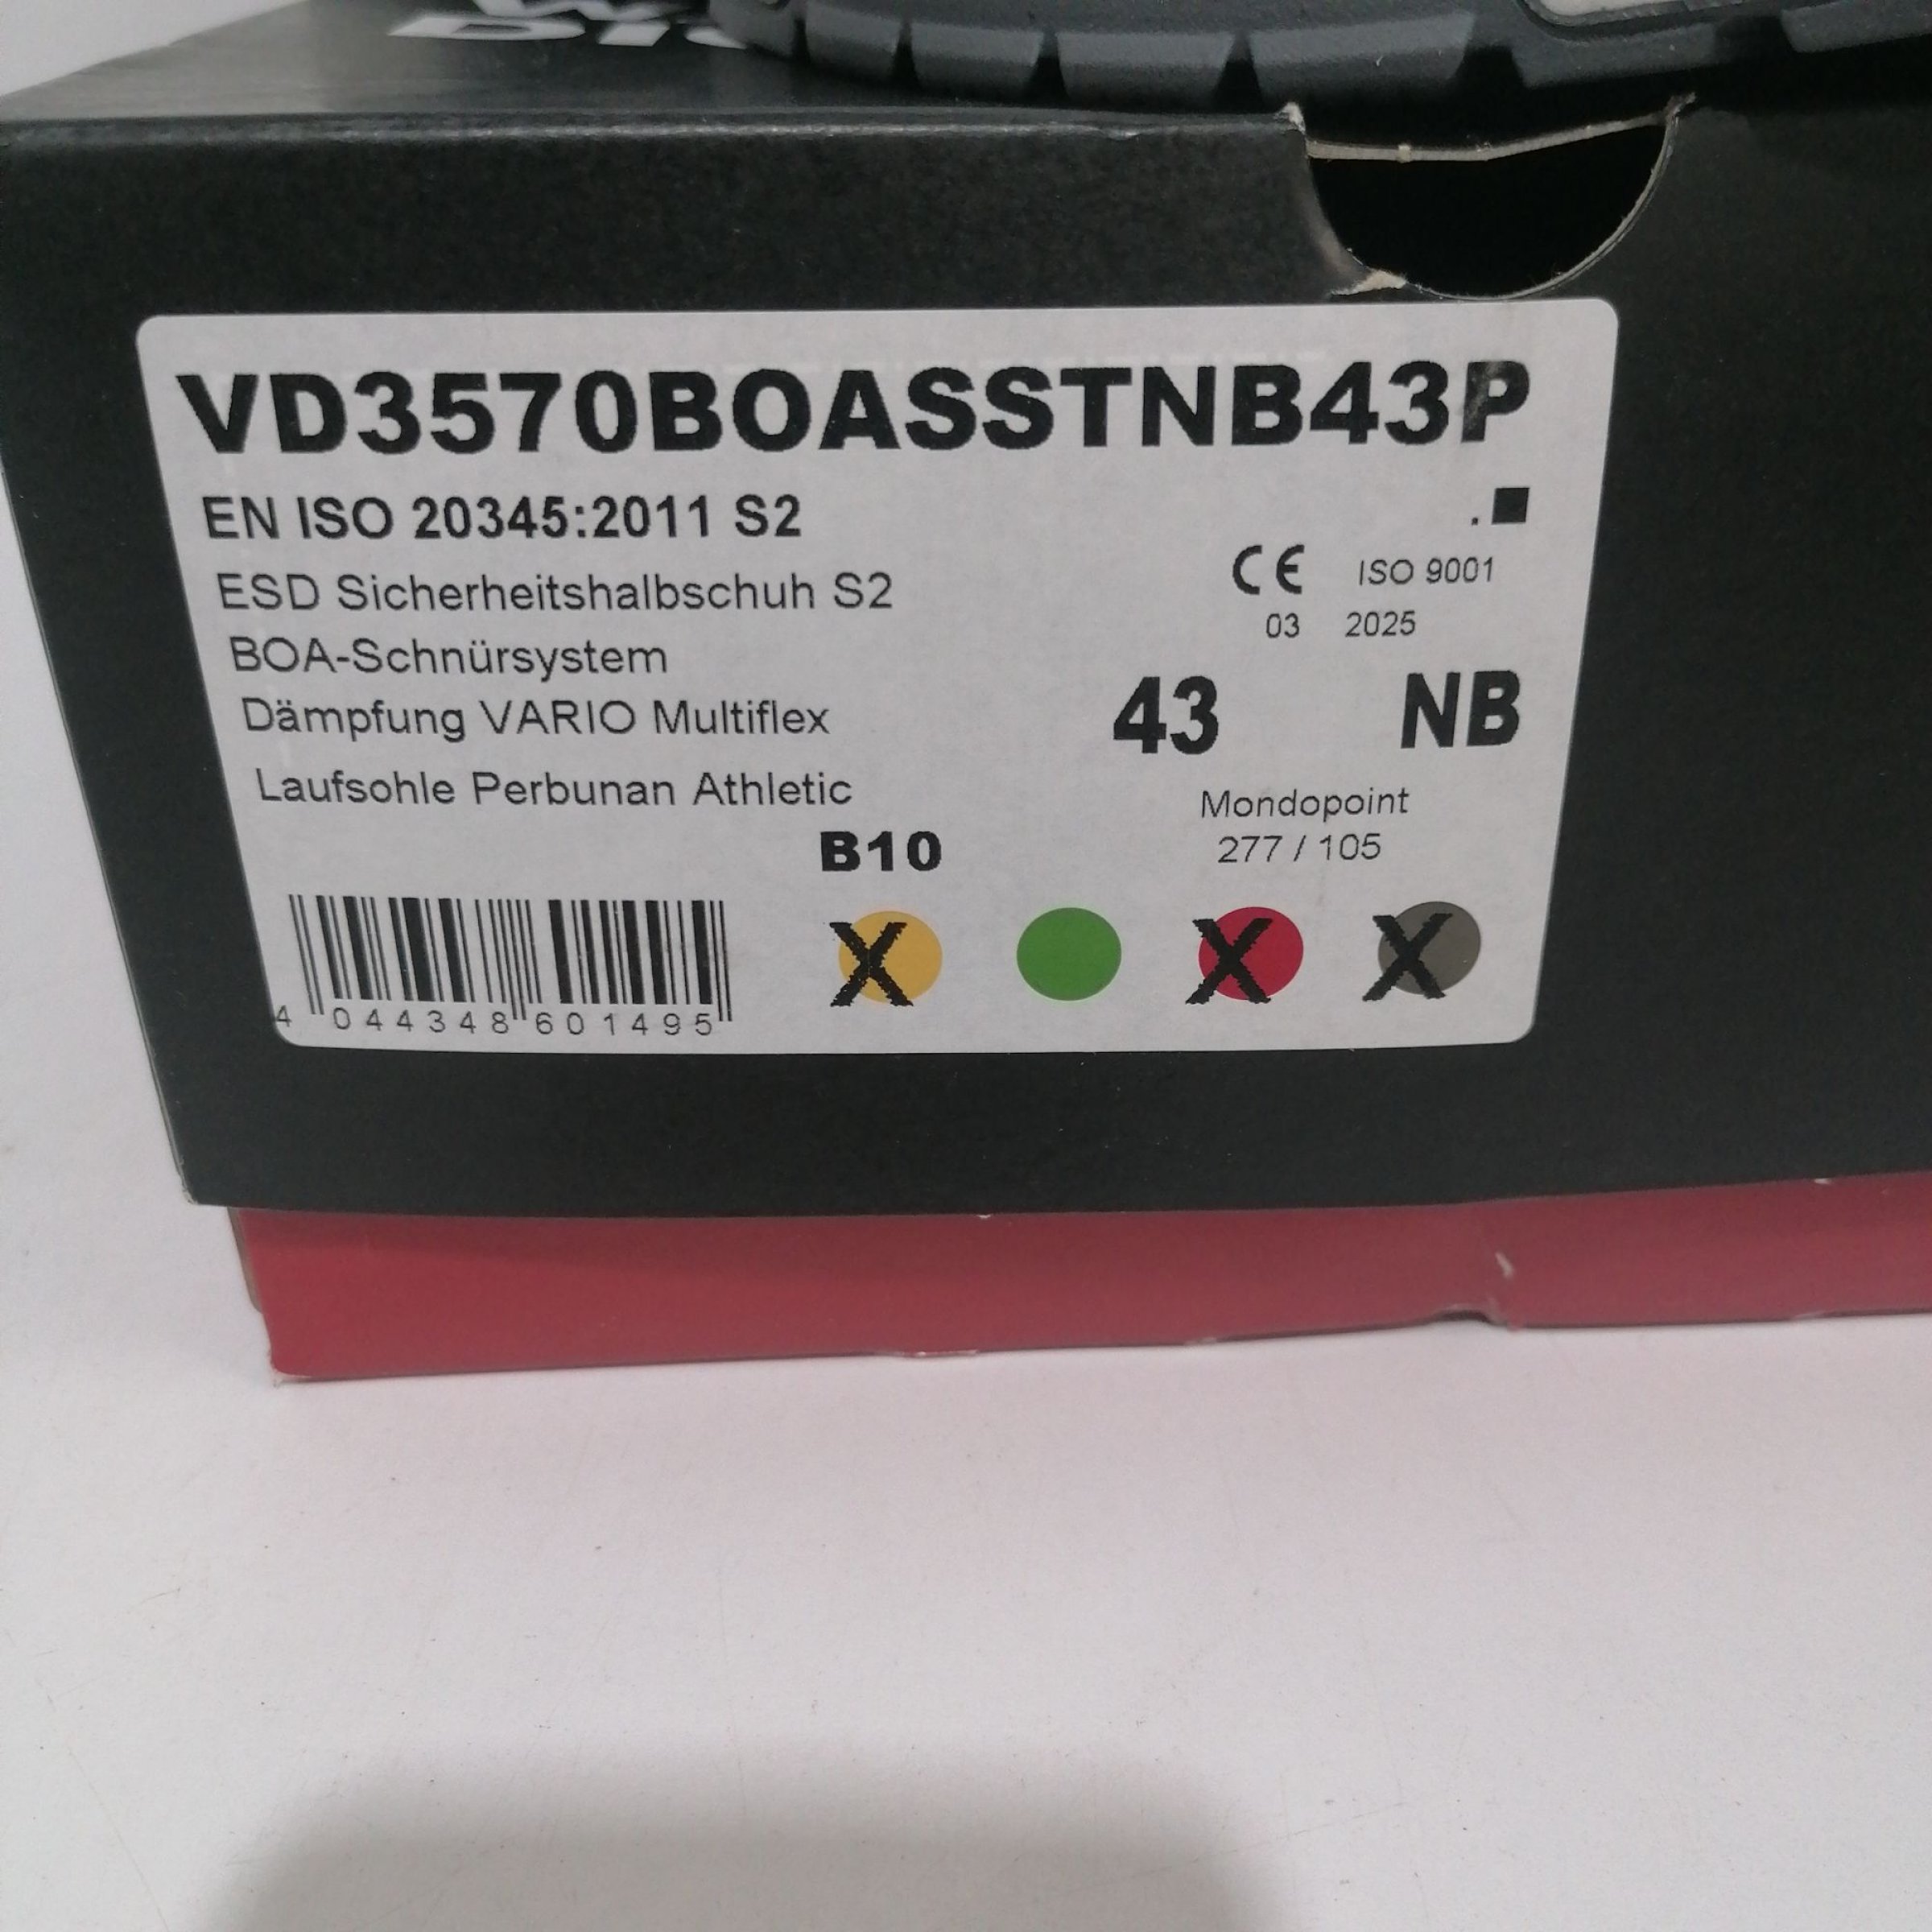 VD3570BOASSTNB43P
EN ISO 20345:2011 S2
ESD Sicherheitshalbschuh S2
CE ISO 9001
BOA-Schnürsystem
03 2025
Dämpfung VARIO Multiflex
43 NB
Laufsohle Perbunan Athletic
Mondopoint
277 / 105
B10
X X X
4 044348 601495